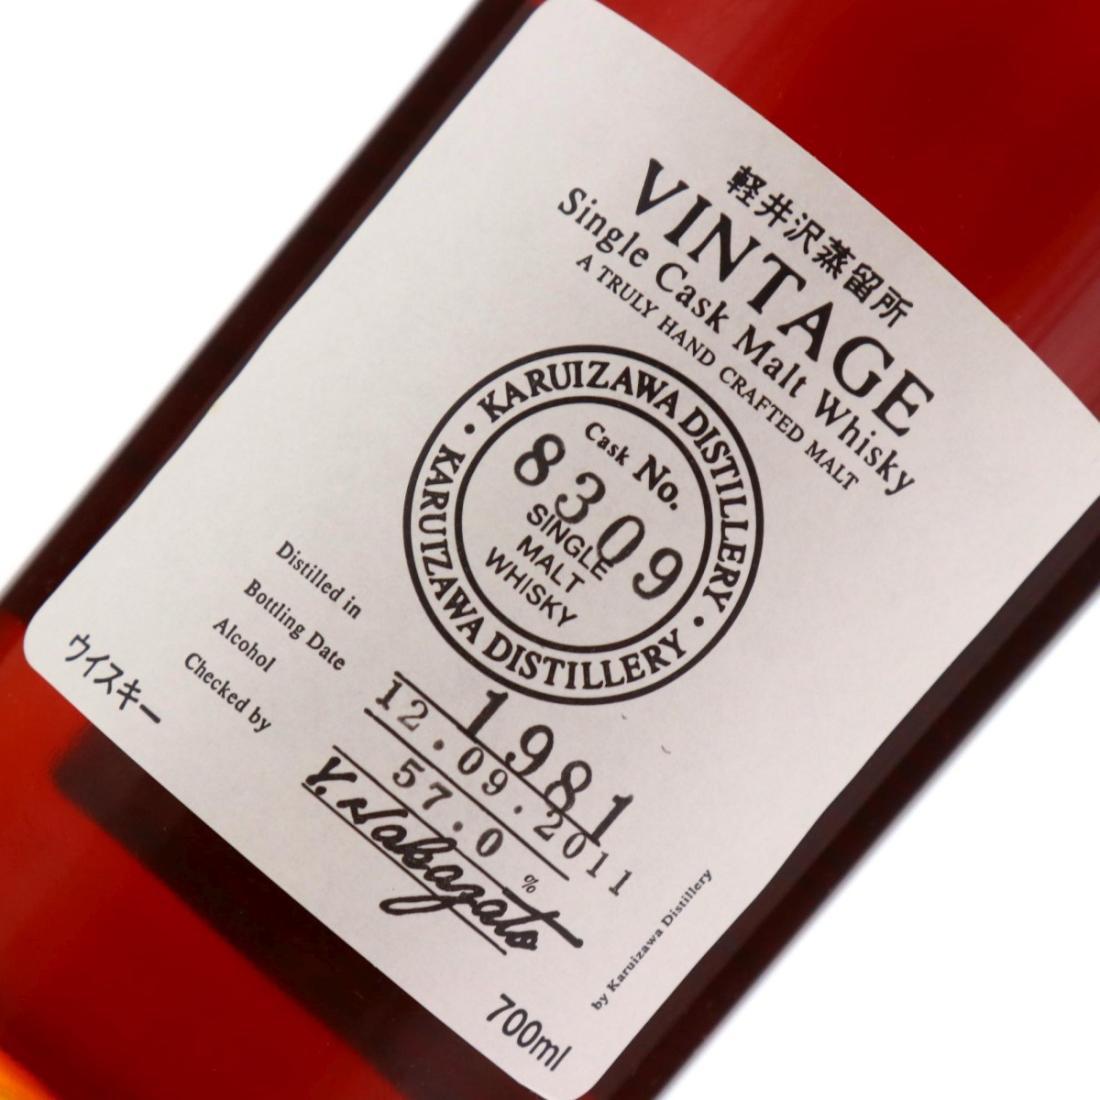 軽井沢蒸留所
VINTAGE
Single Cask Malt Whisky
A TRULY HAND CRAFTED MALT
• KARUIZAWA DISTILLERY • KARUIZAWA DISTILLERY
Cask No.
8309
SINGLE
MALT
WHISKY
Distilled in 1981
Bottling Date 12.09.2011
Alcohol 57.0 %
Checked by Y. Nakazato
ウイスキー
700ml
by Karuizawa Distillery